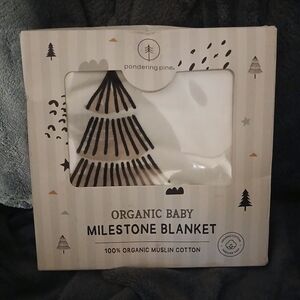 pondering pine
ORGANIC BABY
MILESTONE BLANKET
100% ORGANIC MUSLIN COTTON